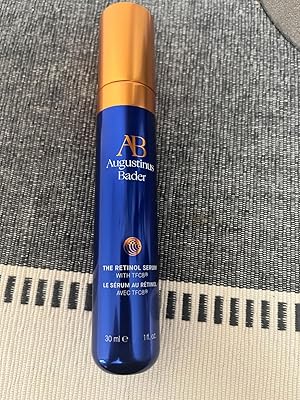 AB
Augustinus
Bader
THE RETINOL SERUM
WITH TFC8®
LE SÉRUM AU RÉTINOL
AVEC TFC8®
30 ml e 1 fl. oz.